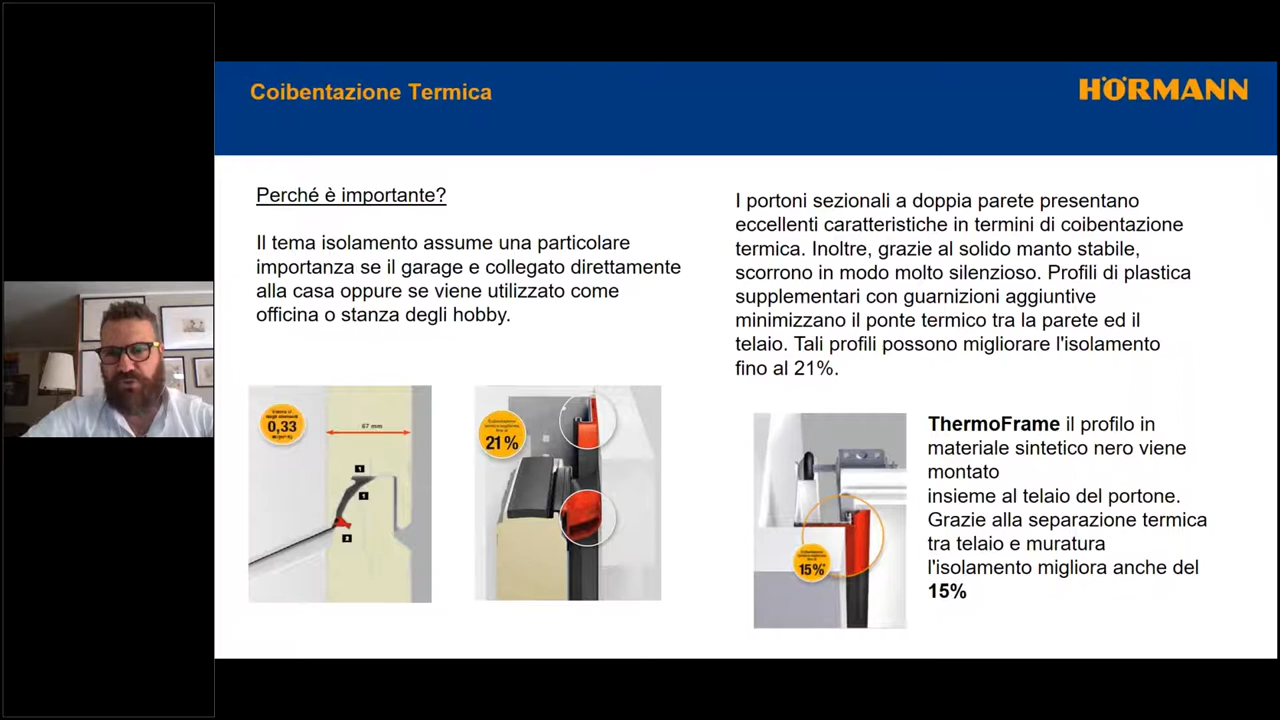 Coibentazione Termica
HÖRMANN
Perché è importante?
Il tema isolamento assume una particolare
importanza se il garage e collegato direttamente
alla casa oppure se viene utilizzato come
officina o stanza degli hobby.
I portoni sezionali a doppia parete presentano
eccellenti caratteristiche in termini di coibentazione
termica. Inoltre, grazie al solido manto stabile,
scorrono in modo molto silenzioso. Profili di plastica
supplementari con guarnizioni aggiuntive
minimizzano il ponte termico tra la parete ed il
telaio. Tali profili possono migliorare l'isolamento
fino al 21%.
0,33
67 mm
1
1
21%
15%
ThermoFrame il profilo in
materiale sintetico nero viene
montato
insieme al telaio del portone.
Grazie alla separazione termica
tra telaio e muratura
l'isolamento migliora anche del
15%